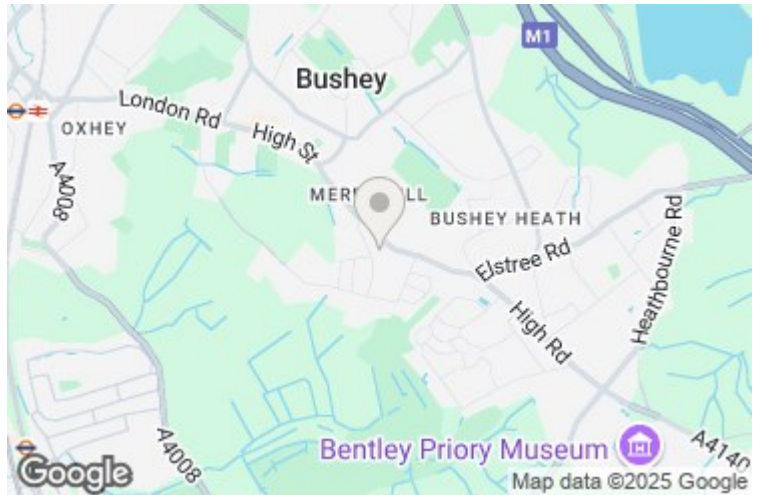 M1
Bushey
London Rd
OXHEY
High St
A4008
BUSHEY HEATH
Elstree Rd
Heathbourne Rd
High Rd
A4008
Bentley Priory Museum
A4140
Google
Map data ©2025 Google